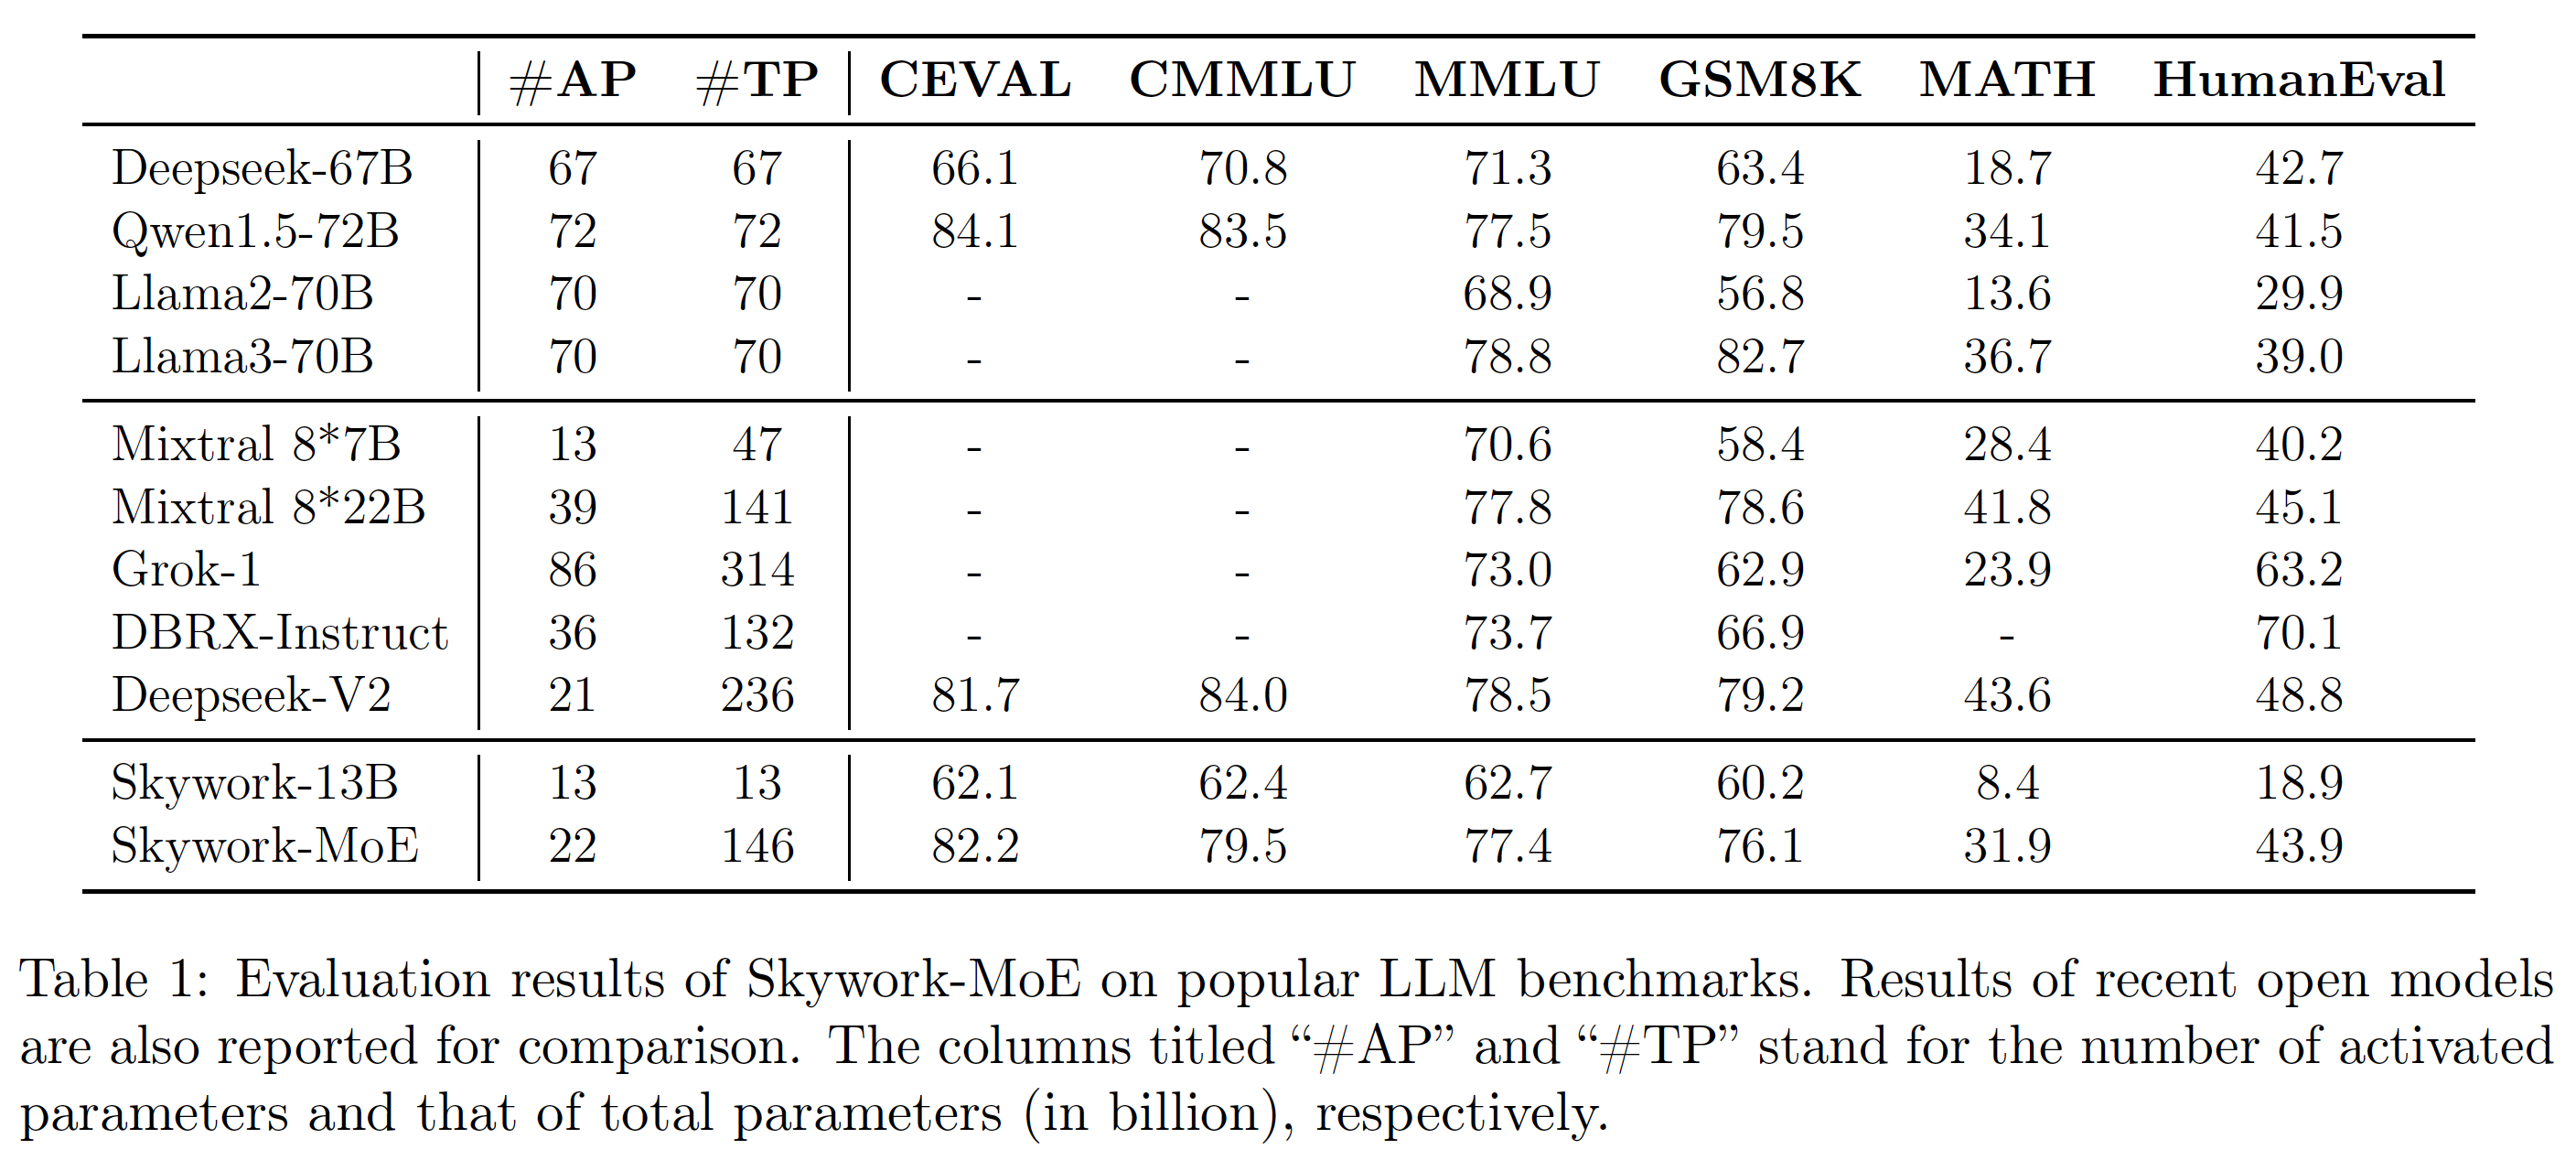 #AP #TP CEVAL CMMLU MMLU GSM8K MATH HumanEval
Deepseek-67B 67 67 66.1 70.8 71.3 63.4 18.7 42.7
Qwen1.5-72B 72 72 84.1 83.5 77.5 79.5 34.1 41.5
Llama2-70B 70 70 - - 68.9 56.8 13.6 29.9
Llama3-70B 70 70 - - 78.8 82.7 36.7 39.0
Mixtral 8*7B 13 47 - - 70.6 58.4 28.4 40.2
Mixtral 8*22B 39 141 - - 77.8 78.6 41.8 45.1
Grok-1 86 314 - - 73.0 62.9 23.9 63.2
DBRX-Instruct 36 132 - - 73.7 66.9 - 70.1
Deepseek-V2 21 236 81.7 84.0 78.5 79.2 43.6 48.8
Skywork-13B 13 13 62.1 62.4 62.7 60.2 8.4 18.9
Skywork-MoE 22 146 82.2 79.5 77.4 76.1 31.9 43.9
Table 1: Evaluation results of Skywork-MoE on popular LLM benchmarks. Results of recent open models
are also reported for comparison. The columns titled “#AP” and “#TP” stand for the number of activated
parameters and that of total parameters (in billion), respectively.